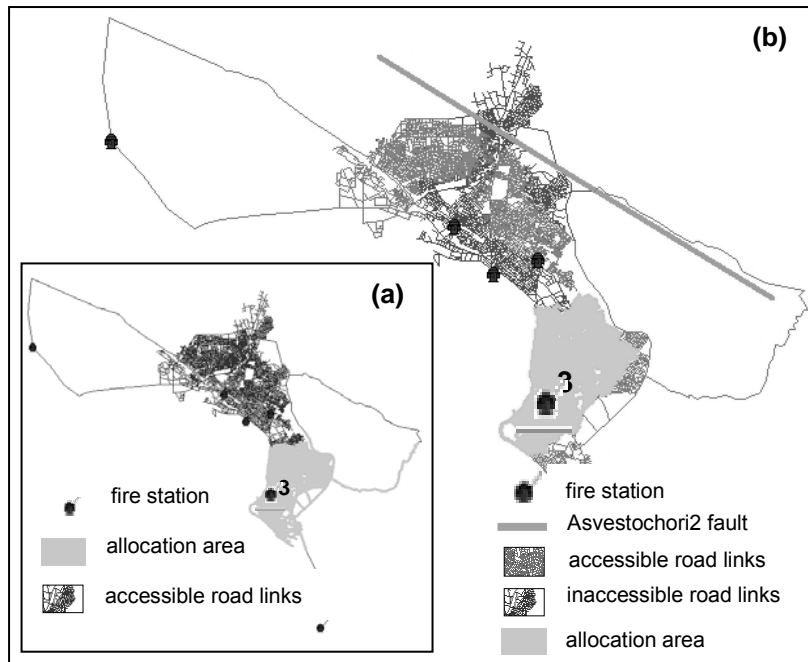 (b)
3
(a)
3
fire station
allocation area
accessible road links
fire station
Asvestochori2 fault
accessible road links
inaccessible road links
allocation area